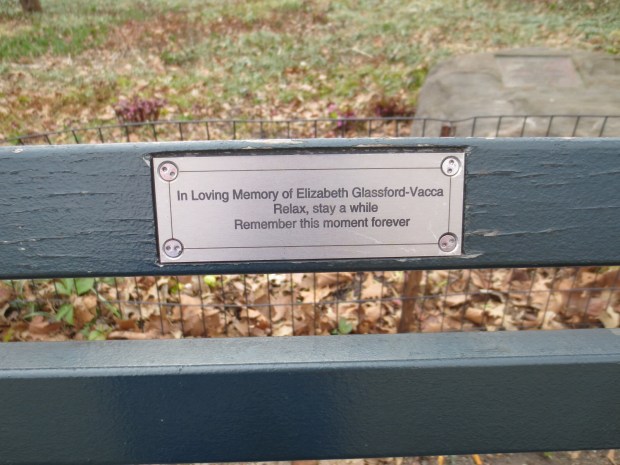 In Loving Memory of Elizabeth Glassford-Vacca
Relax, stay a while
Remember this moment forever